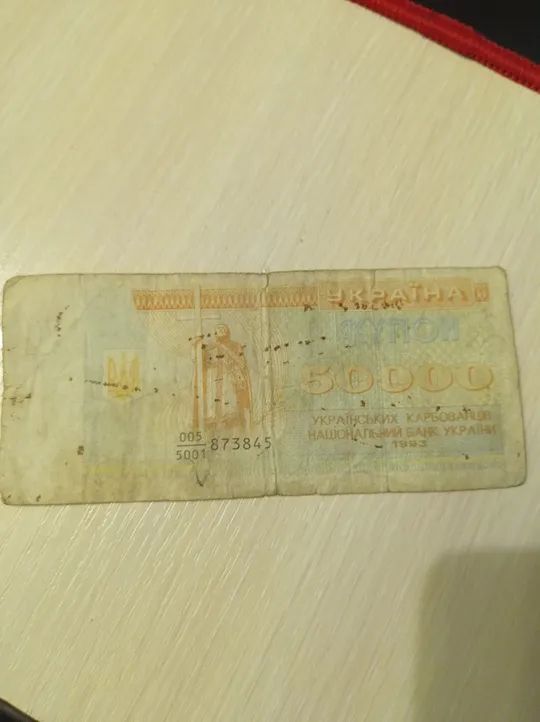 УКРАЇНА
КУПОН
50000
УКРАЇНСЬКИХ КАРБОВАНЦІВ
НАЦІОНАЛЬНИЙ БАНК УКРАЇНИ
1993
005
5001
873845